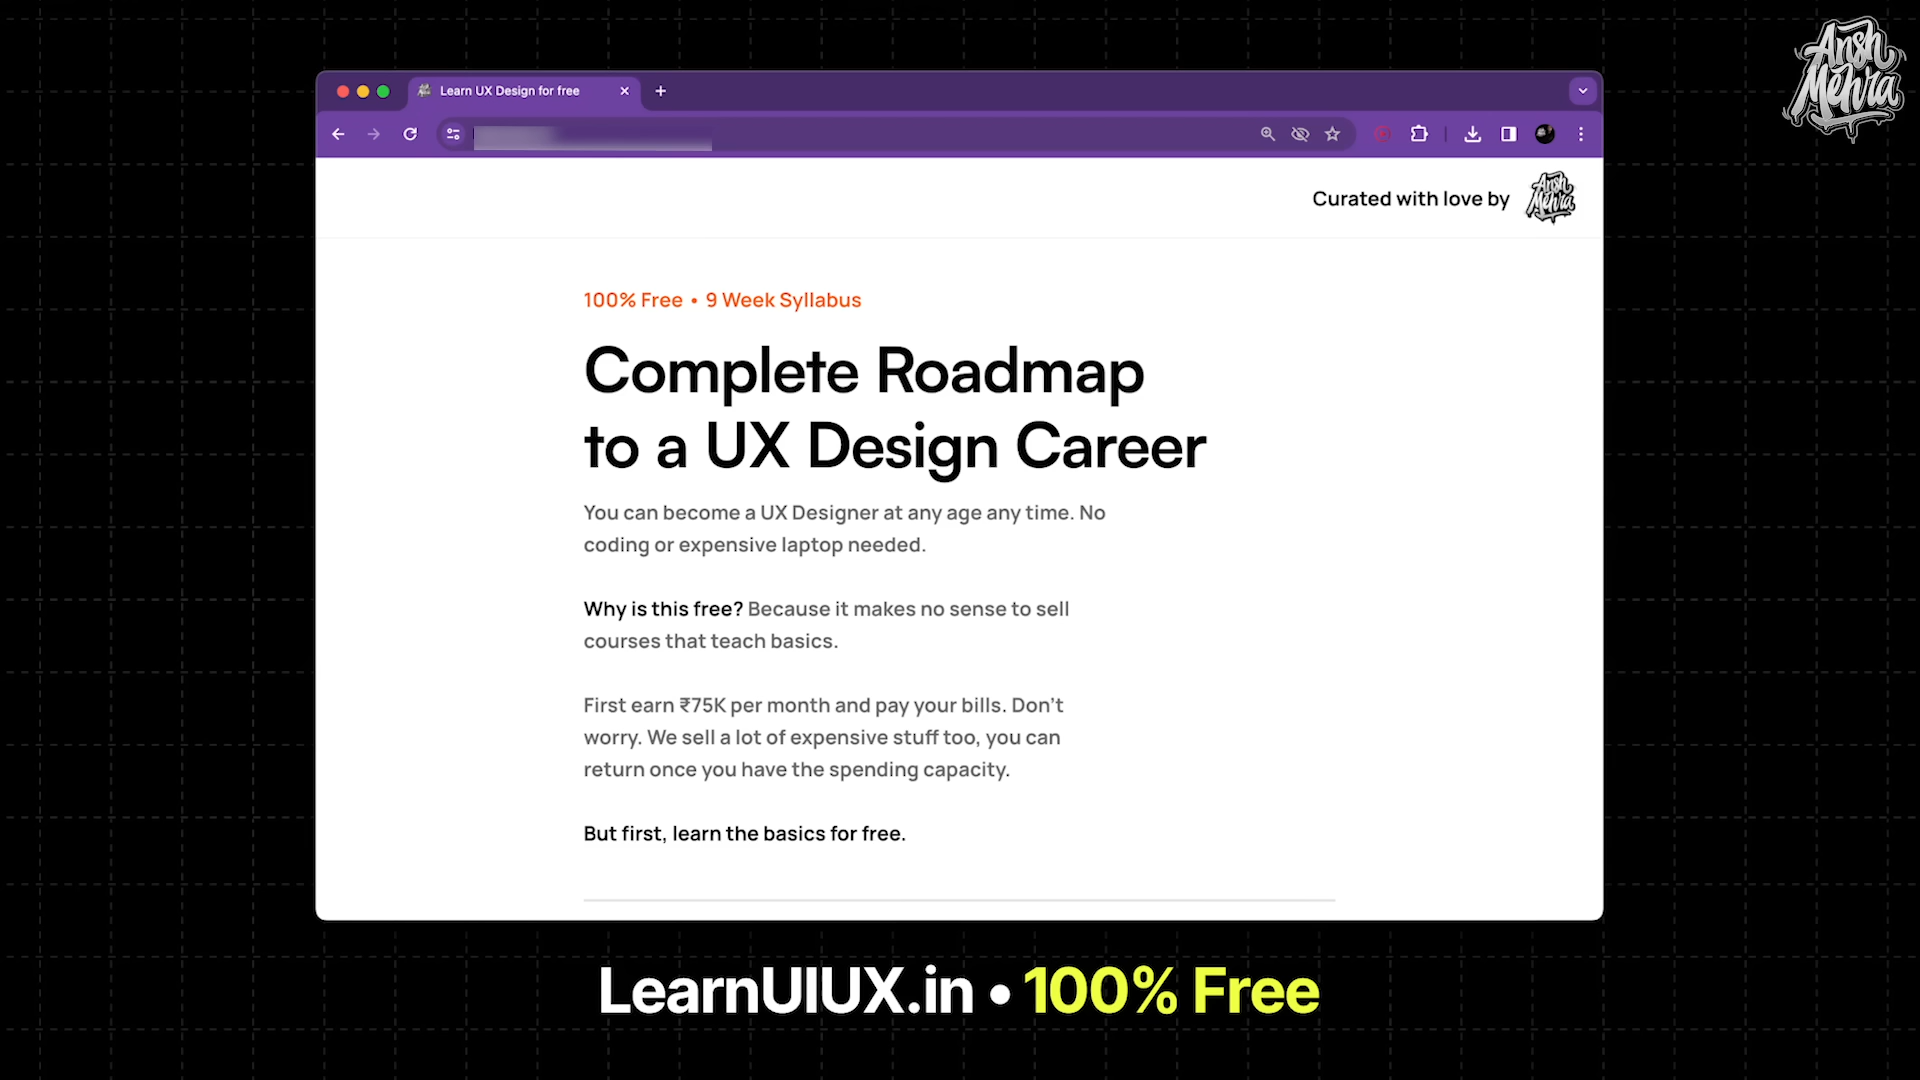 Ansh
Mehra
Learn UX Design for free
Curated with love by
Ansh
Mehra
100% Free • 9 Week Syllabus
Complete Roadmap
to a UX Design Career
You can become a UX Designer at any age any time. No
coding or expensive laptop needed.
Why is this free? Because it makes no sense to sell
courses that teach basics.
First earn ₹75K per month and pay your bills. Don’t
worry. We sell a lot of expensive stuff too, you can
return once you have the spending capacity.
But first, learn the basics for free.
LearnUIUX.in • 100% Free